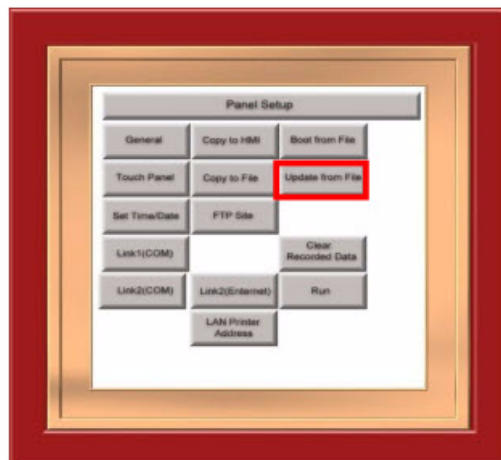 Panel Setup
General
Copy to HMI
Boot from File
Touch Panel
Copy to File
Update from File
Set Time/Date
FTP Site
Link1(COM)
Clear
Recorded Data
Link2(COM)
Link2(Enternet)
Run
LAN Printer
Address